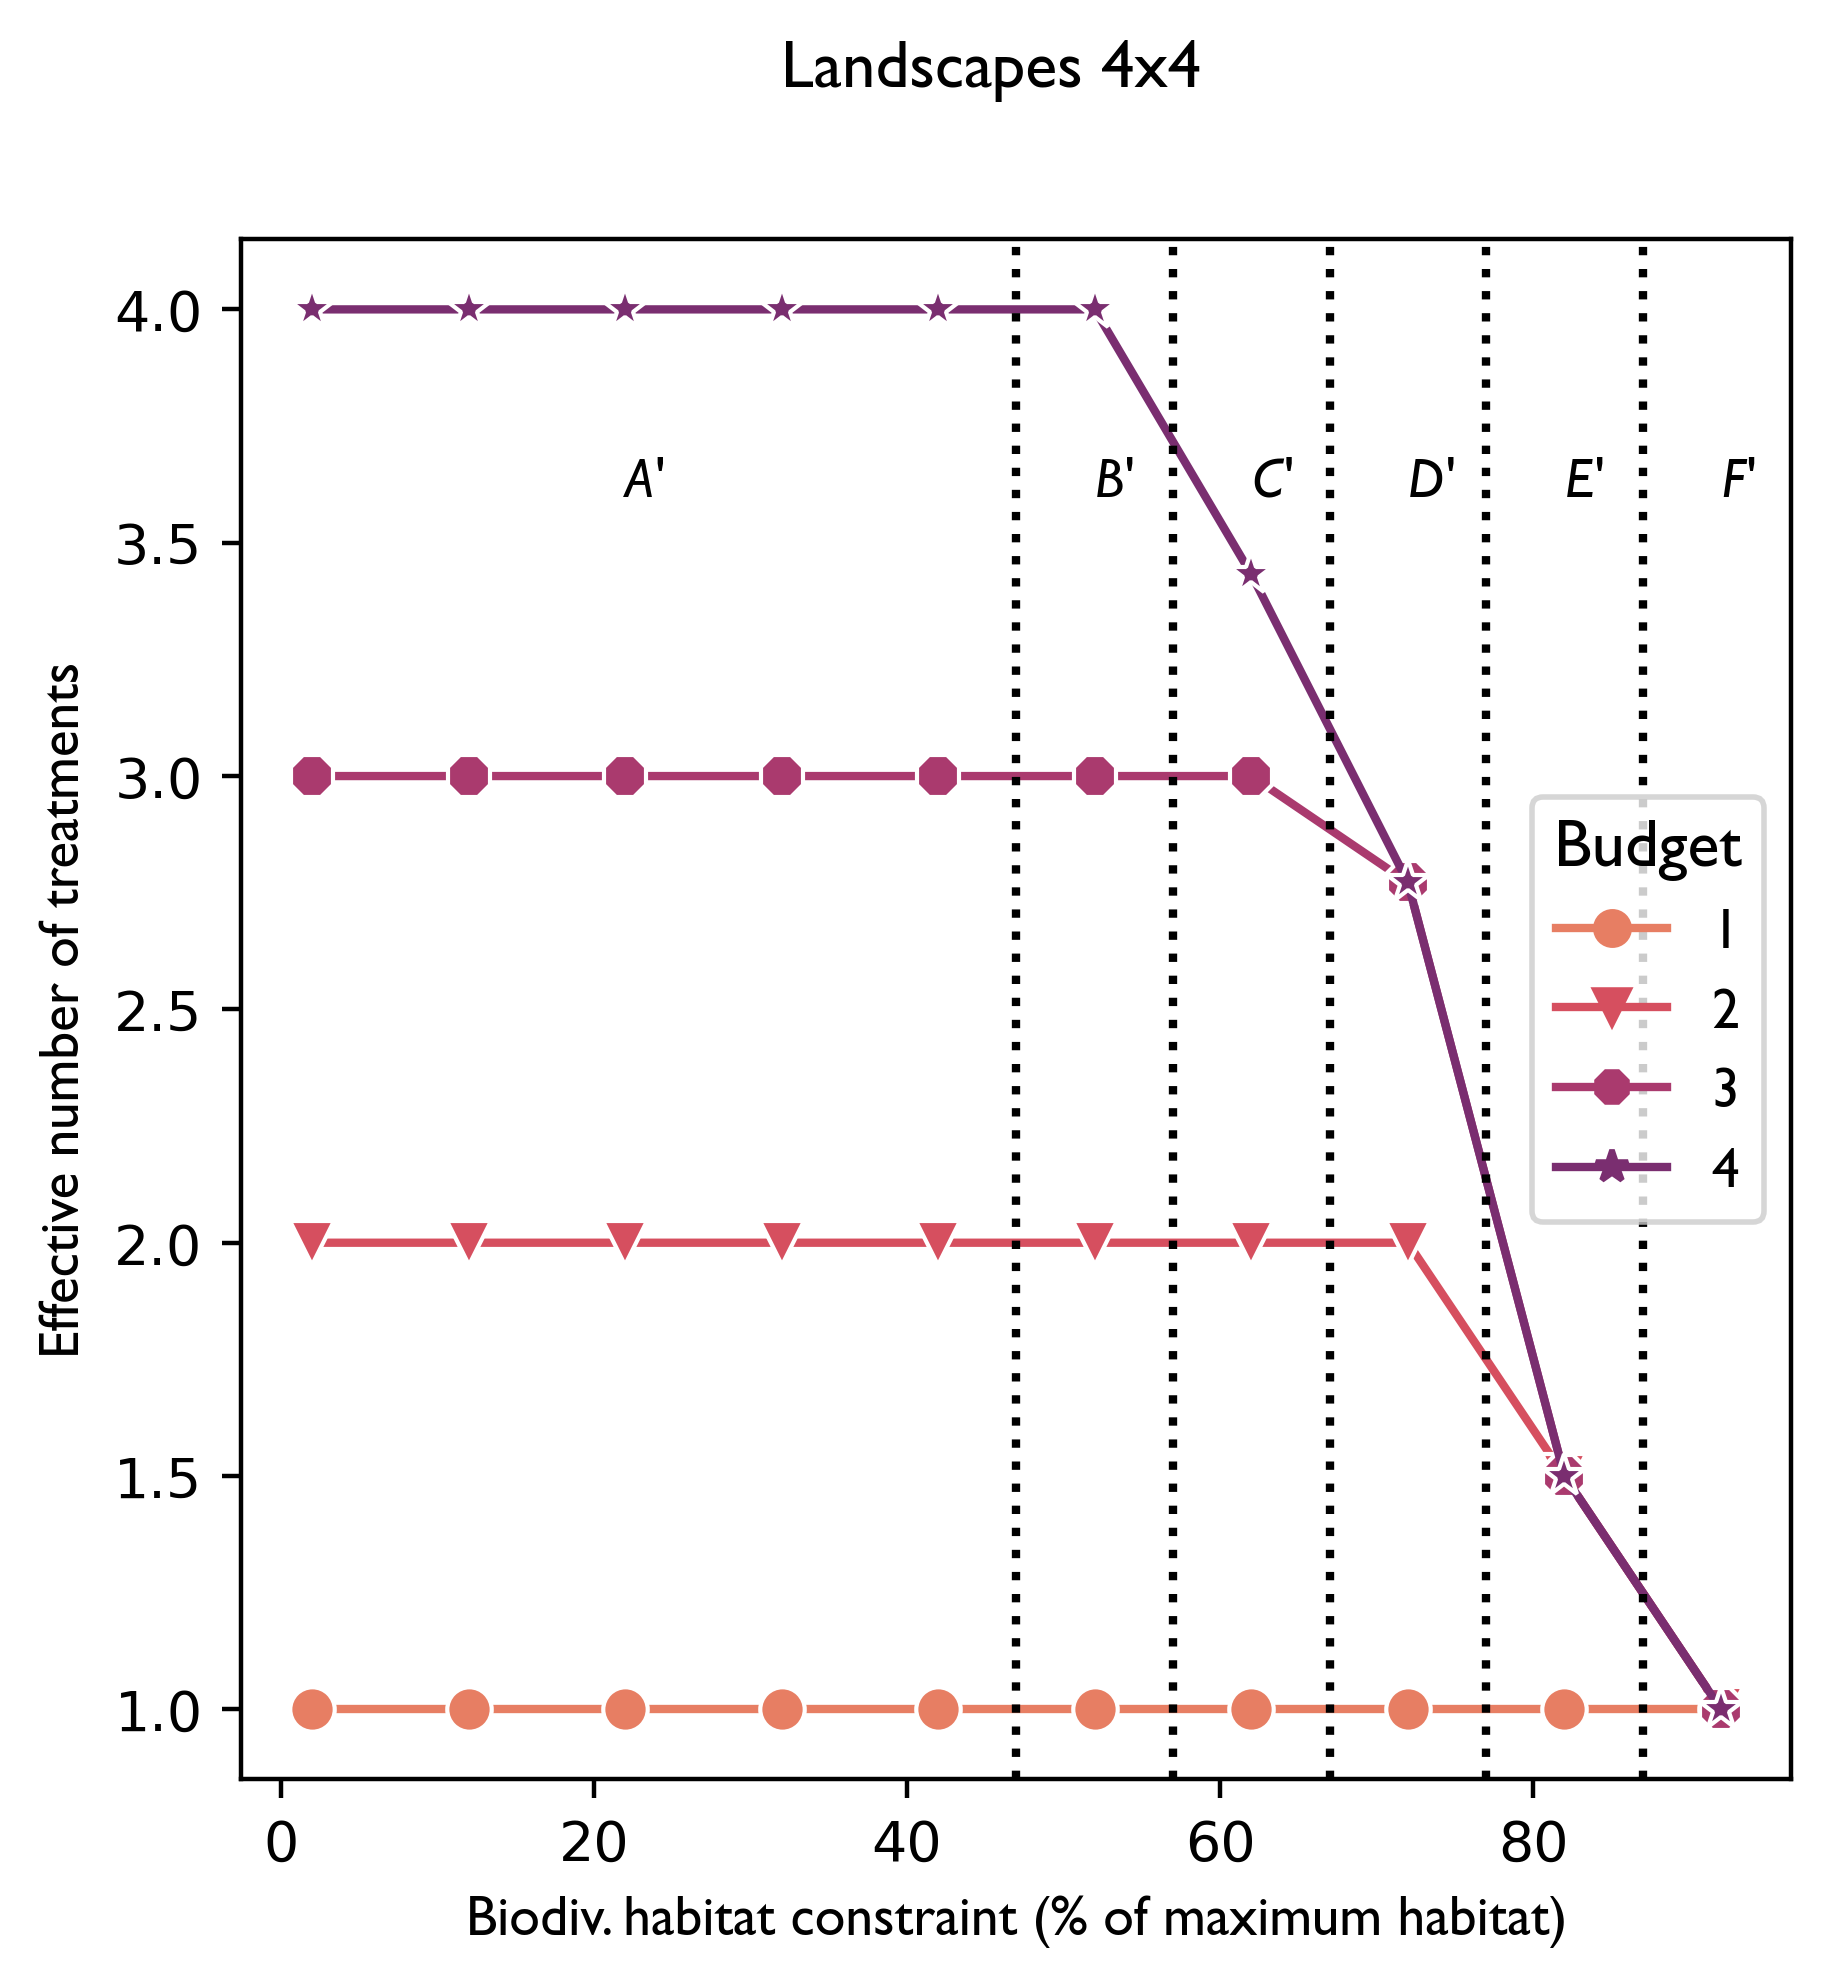 Landscapes 4x4
4.0
3.5
3.0
2.5
2.0
1.5
1.0
Effective number of treatments
A'
B'
C'
D'
E'
F'
Budget
1
2
3
4
0
20
40
60
80
Biodiv. habitat constraint (% of maximum habitat)